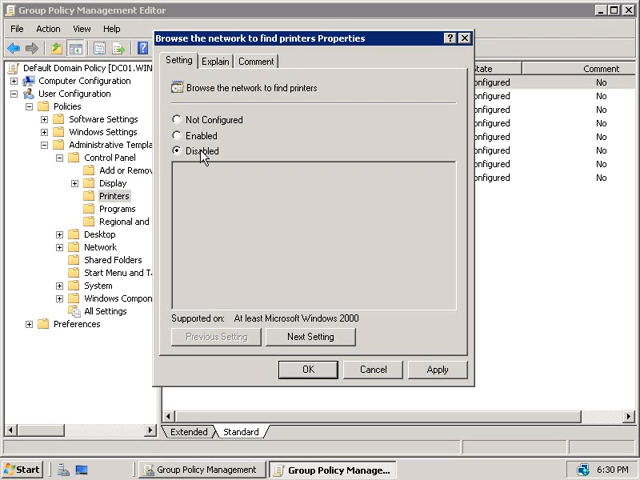 Group Policy Management Editor
File Action View Help
Default Domain Policy [DC01.WIN
Computer Configuration
User Configuration
Policies
Software Settings
Windows Settings
Administrative Templa
Control Panel
Add or Remov
Display
Printers
Programs
Regional and
Desktop
Network
Shared Folders
Start Menu and T
System
Windows Compon
All Settings
Preferences
Browse the network to find printers Properties
Setting Explain Comment
Browse the network to find printers
Not Configured
Enabled
Disabled
Supported on: At least Microsoft Windows 2000
Previous Setting Next Setting
OK Cancel Apply
State Comment
onfigured No
onfigured No
onfigured No
onfigured No
onfigured No
onfigured No
onfigured No
onfigured No
Extended Standard
Start Group Policy Management Group Policy Manage... 6:30 PM